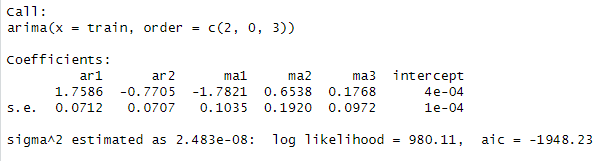 Call:
arima(x = train, order = c(2, 0, 3))
Coefficients:
ar1 ar2 ma1 ma2 ma3 intercept
1.7586 -0.7705 -1.7821 0.6538 0.1768 4e-04
s.e. 0.0712 0.0707 0.1035 0.1920 0.0972 1e-04
sigma^2 estimated as 2.483e-08: log likelihood = 980.11, aic = -1948.23